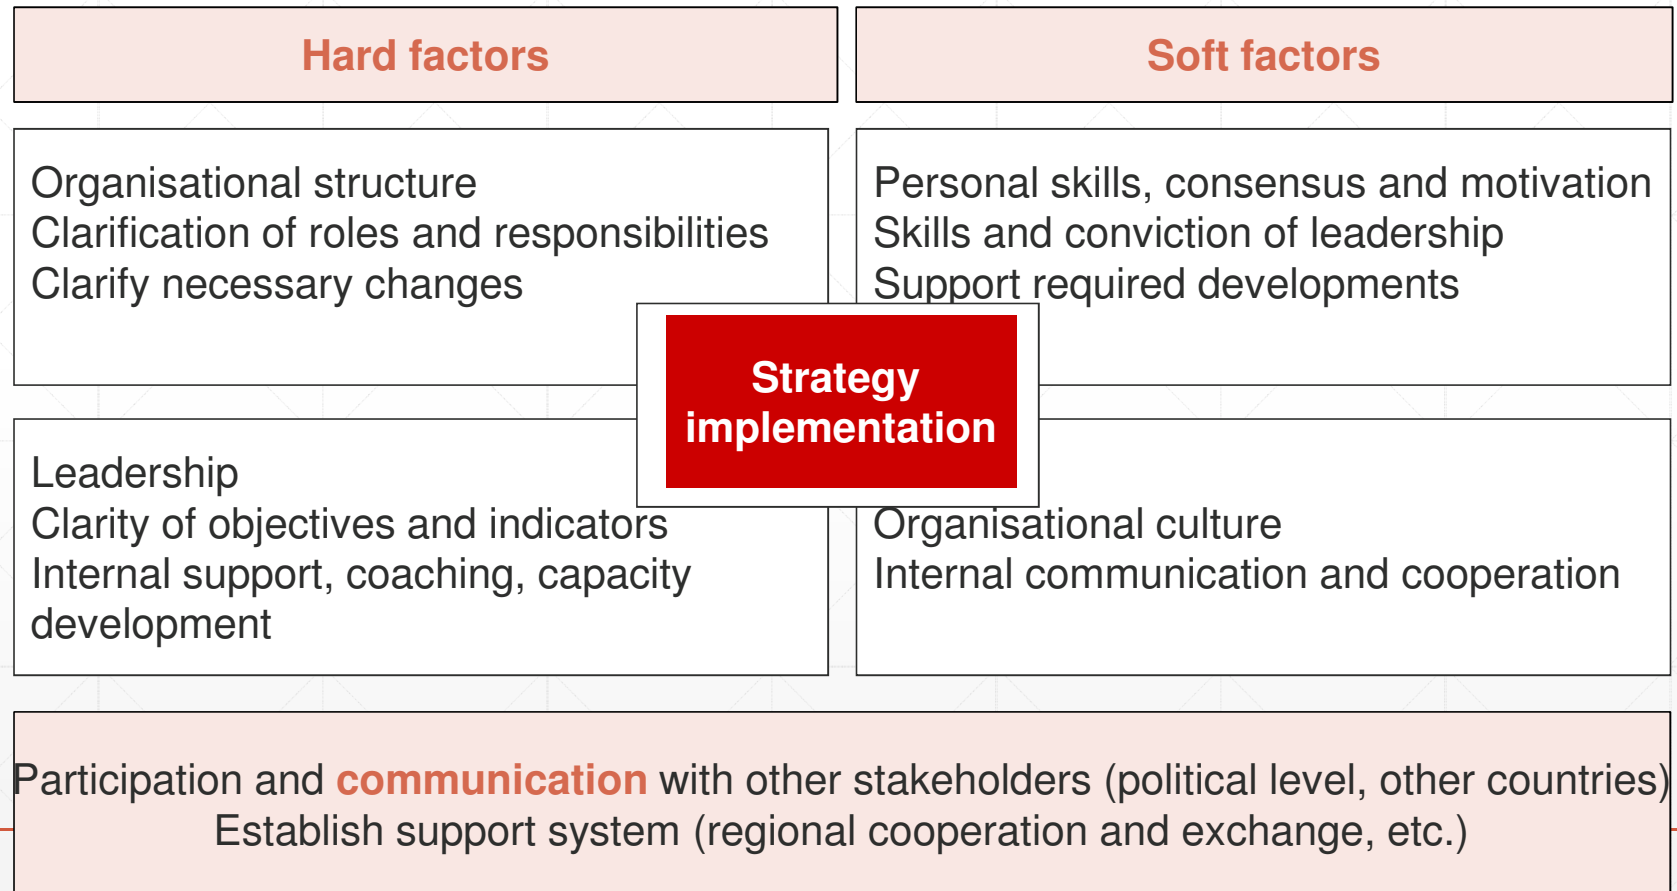 Hard factors
Soft factors
Organisational structure
Clarification of roles and responsibilities
Clarify necessary changes
Personal skills, consensus and motivation
Skills and conviction of leadership
Support required developments
Strategy
implementation
Leadership
Clarity of objectives and indicators
Internal support, coaching, capacity
development
Organisational culture
Internal communication and cooperation
Participation and communication with other stakeholders (political level, other countries)
Establish support system (regional cooperation and exchange, etc.)